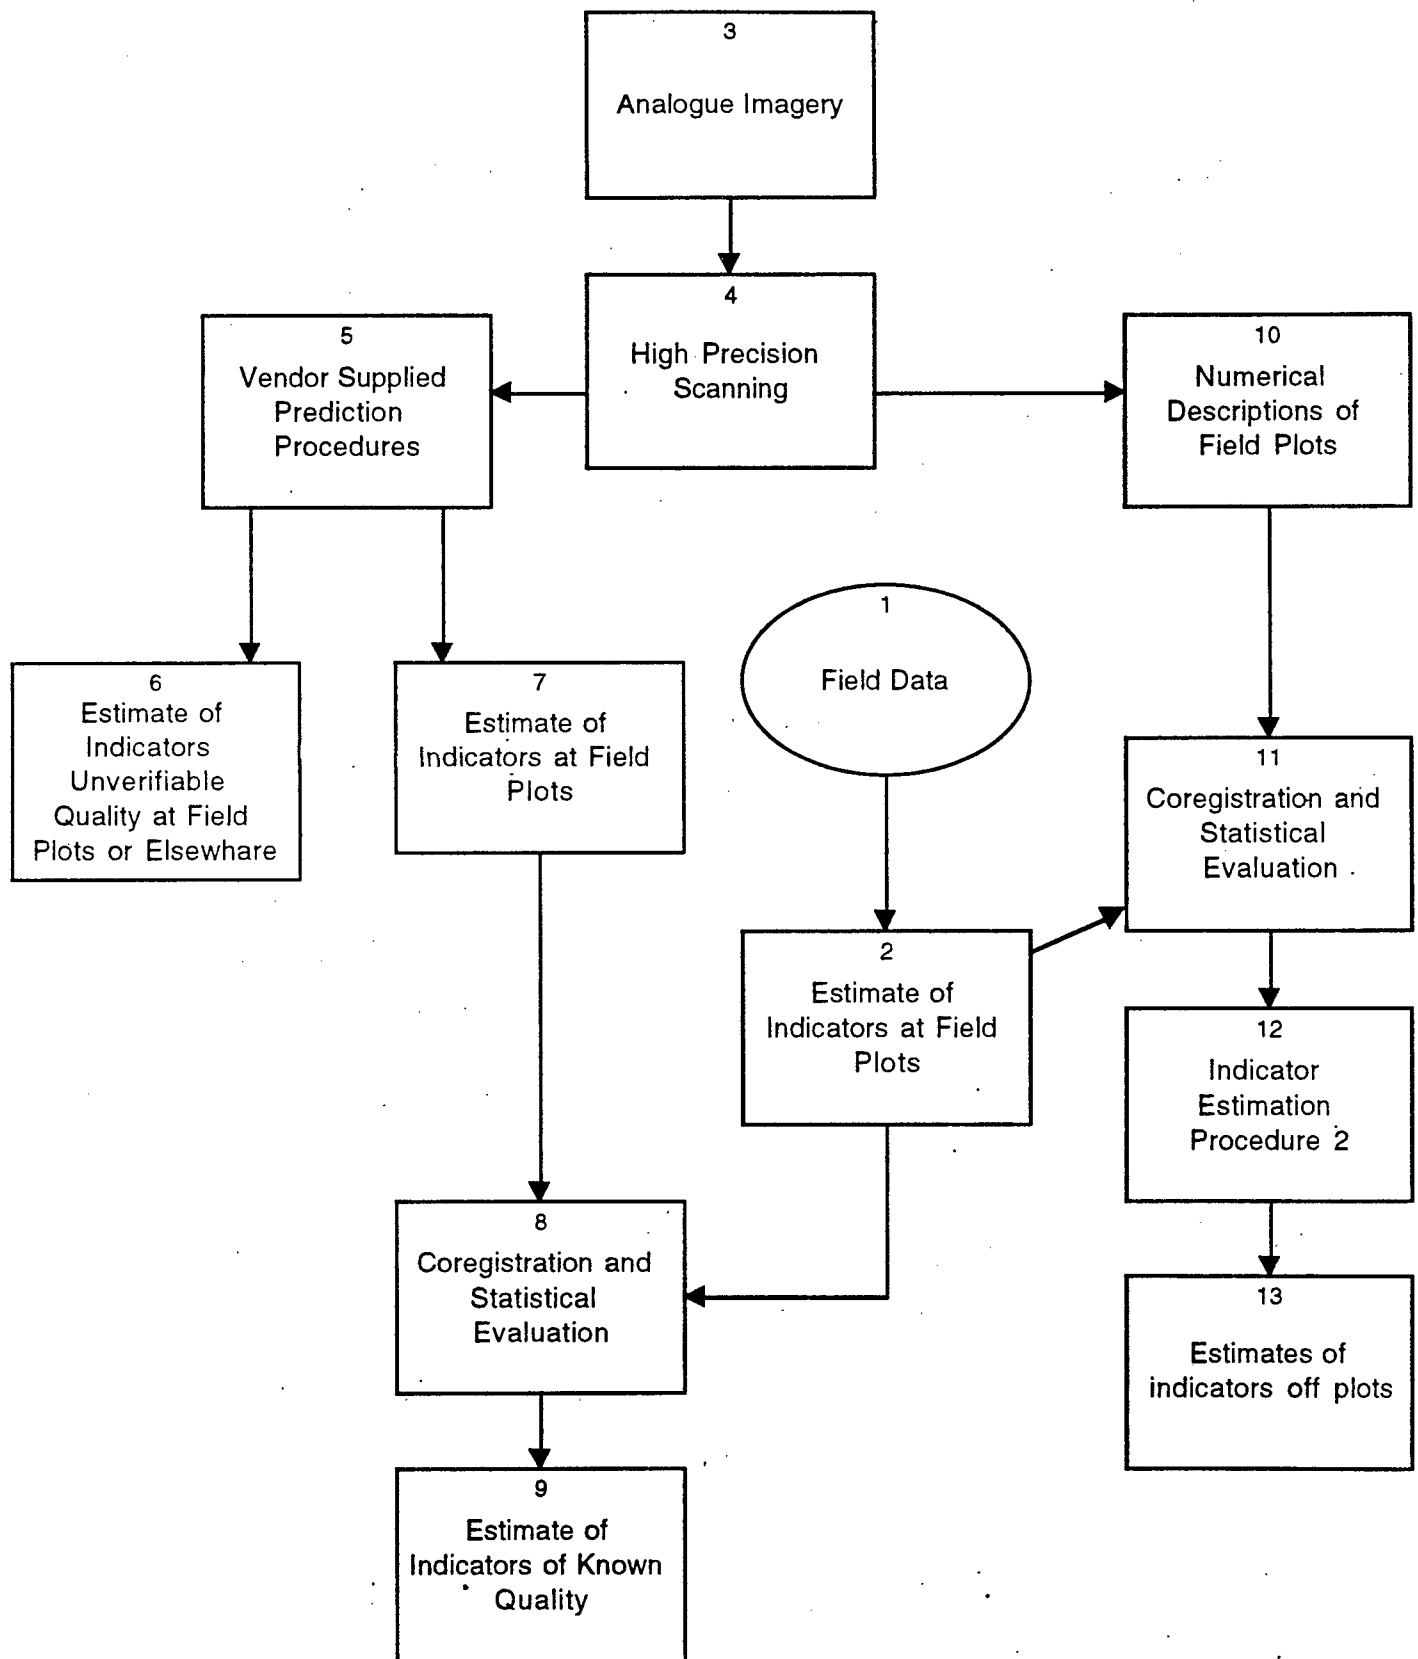 3
Analogue Imagery
4
High Precision
Scanning
5
Vendor Supplied
Prediction
Procedures
10
Numerical
Descriptions of
Field Plots
1
Field Data
6
Estimate of
Indicators
Unverifiable
Quality at Field
Plots or Elsewhare
7
Estimate of
Indicators at Field
Plots
11
Coregistration and
Statistical
Evaluation
2
Estimate of
Indicators at Field
Plots
12
Indicator
Estimation
Procedure 2
8
Coregistration and
Statistical
Evaluation
13
Estimates of
indicators off plots
9
Estimate of
Indicators of Known
Quality